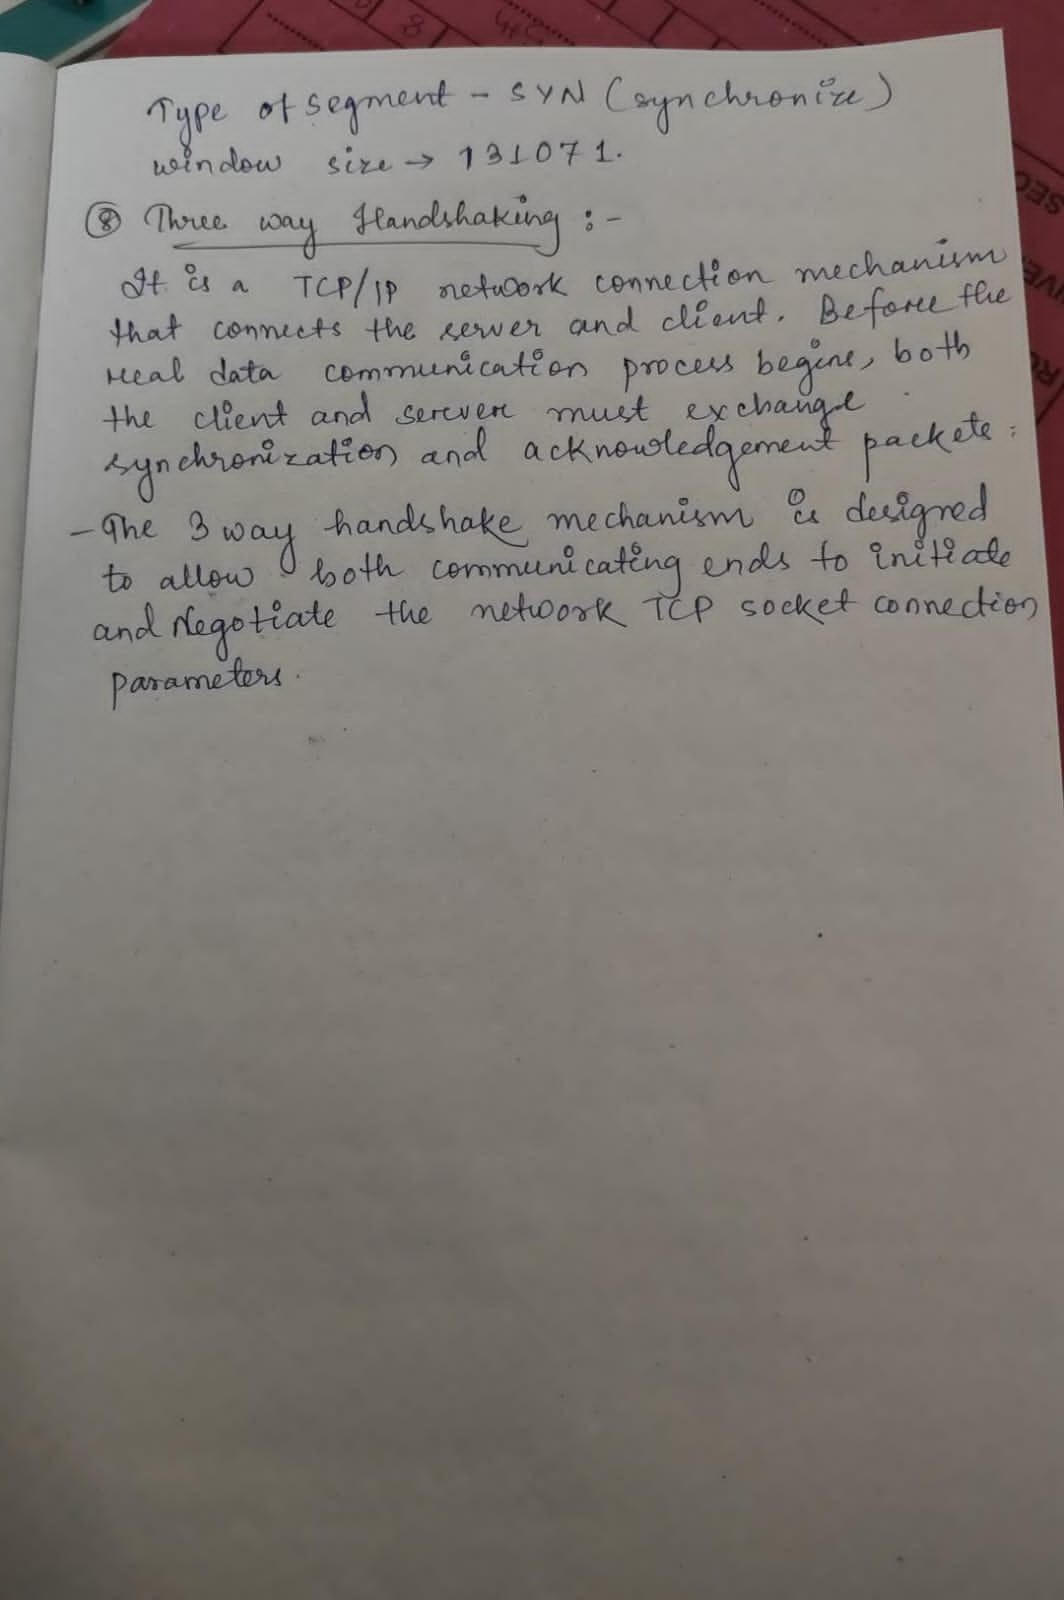 Type of segment - SYN (synchronize)
window size → 131071.
⑧ Three way Handshaking :-
It is a TCP/IP network connection mechanism
that connects the server and client. Before the
real data communication process begins, both
the client and server must exchange
synchronization and acknowledgement packets.
- The 3 way handshake mechanism is designed
to allow both communicating ends to initiate
and Negotiate the network TCP socket connection
parameters.
8